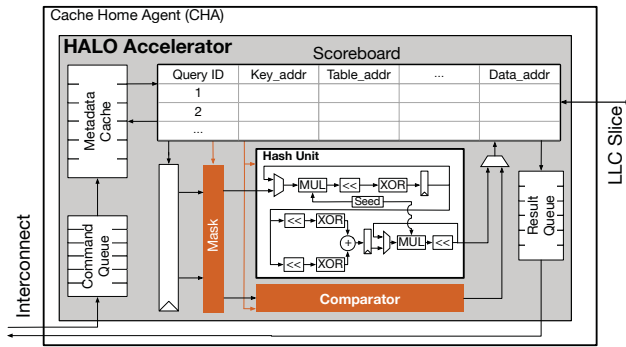 Cache Home Agent (CHA)
HALO Accelerator
Scoreboard
Query ID Key_addr Table_addr ... Data_addr
1
2
...
Metadata
Cache
Command
Queue
Interconnect
Mask
Hash Unit
MUL << XOR
Seed
<< XOR
+
MUL <<
<< XOR
Comparator
Result
Queue
LLC Slice